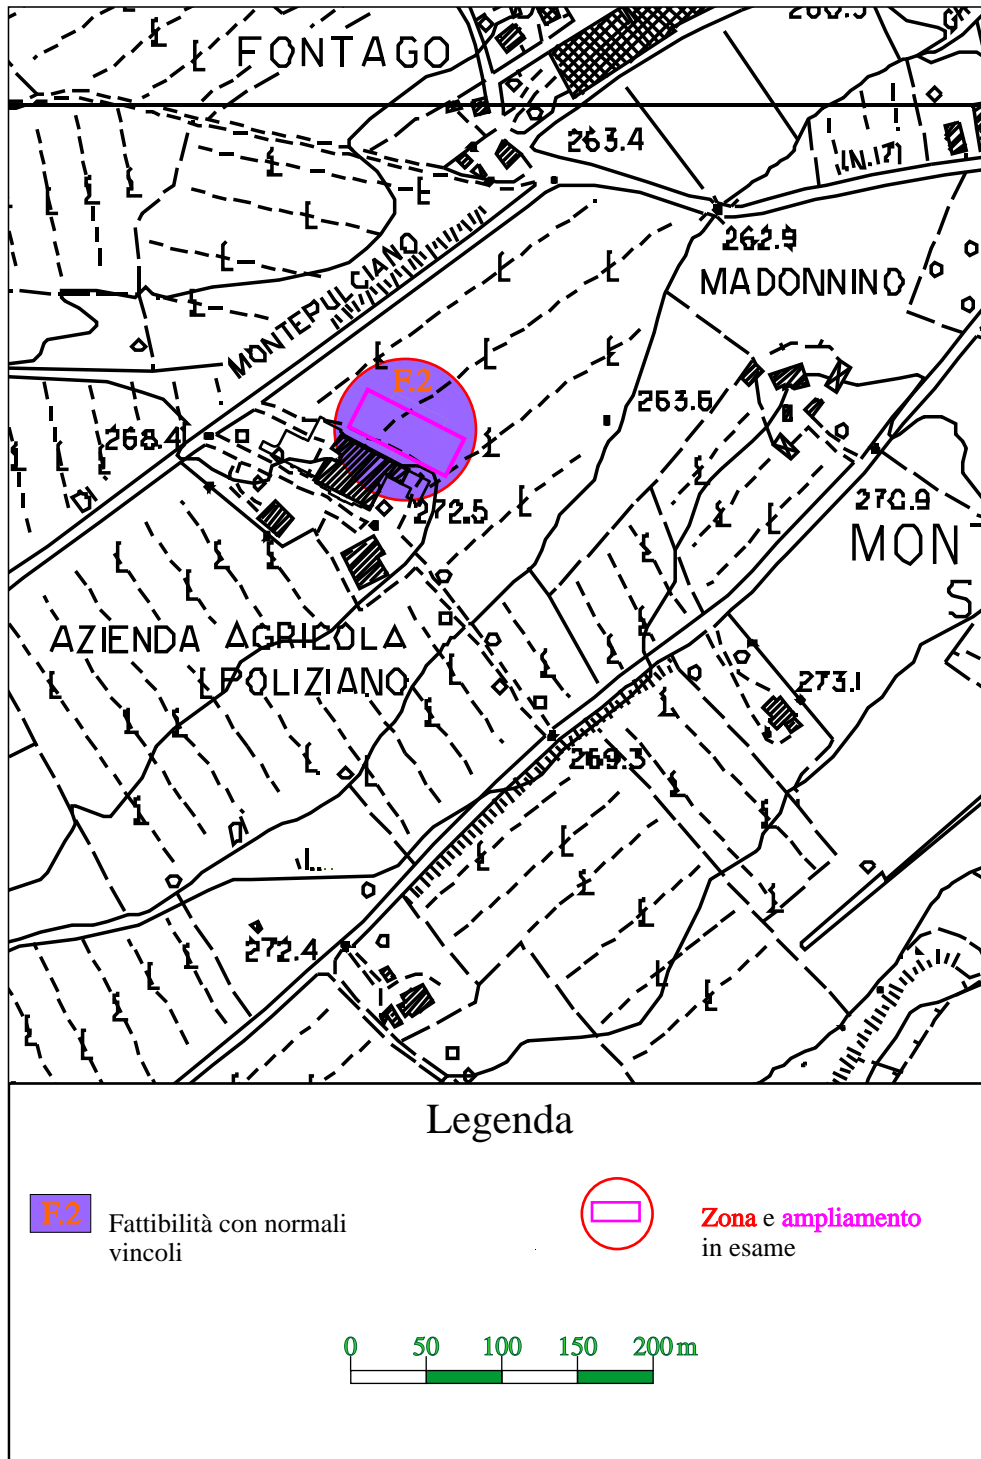 FONTAGO
263.4
(N.17)
262.9
MADONNINO
MONTEPULCIANO
F.2
263.6
268.4
272.5
270.9
MON
S
AZIENDA AGRICOLA
POLIZIANO
273.1
269.3
272.4
Legenda
F.2
Fattibilità con normali
vincoli
Zona e ampliamento
in esame
0 50 100 150 200 m